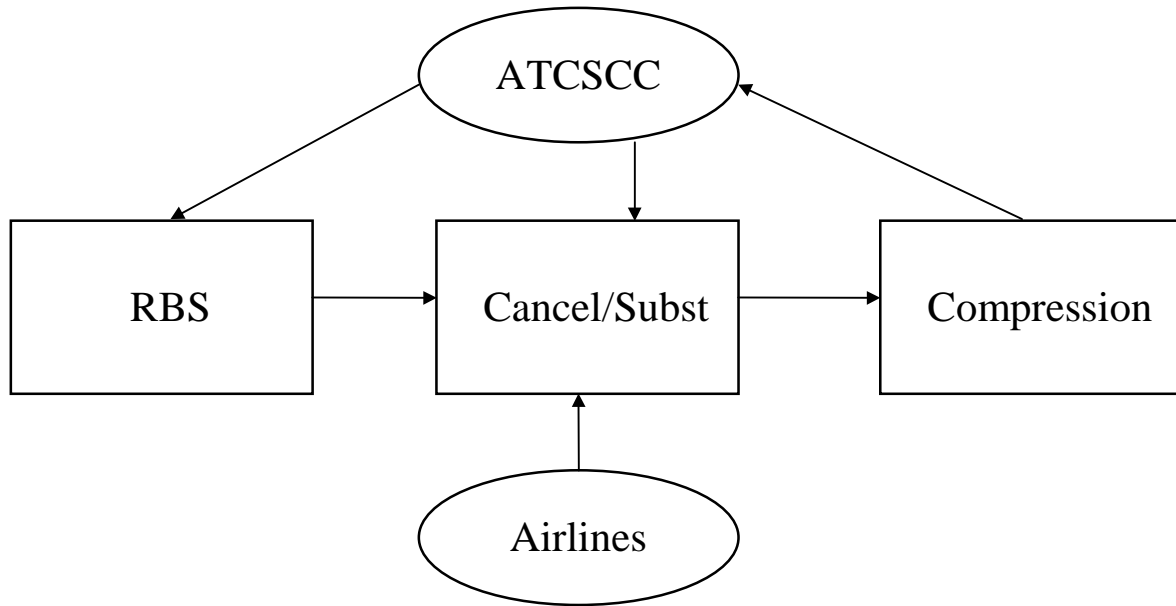 ATCSCC
RBS
Cancel/Subst
Compression
Airlines